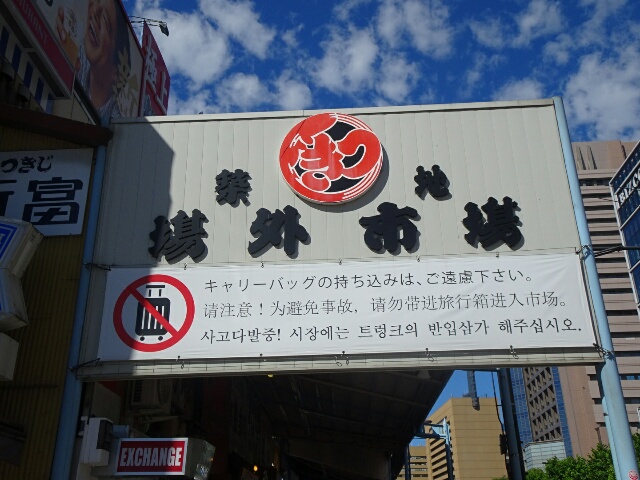 つきじ
築 地
場外市場
キャリーバッグの持ち込みは、ご遠慮下さい。
请注意！为避免事故，请勿带进旅行箱进入市场。
사고다발중! 시장에는 트렁크의 반입삼가 해주십시오.
EXCHANGE